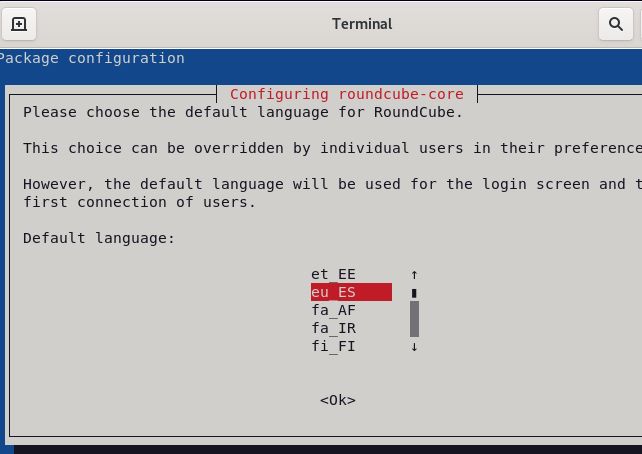 Terminal
Package configuration
Configuring roundcube-core
Please choose the default language for RoundCube.
This choice can be overridden by individual users in their preference
However, the default language will be used for the login screen and t
first connection of users.
Default language:
et_EE ↑
eu_ES
fa_AF
fa_IR
fi_FI ↓
<Ok>